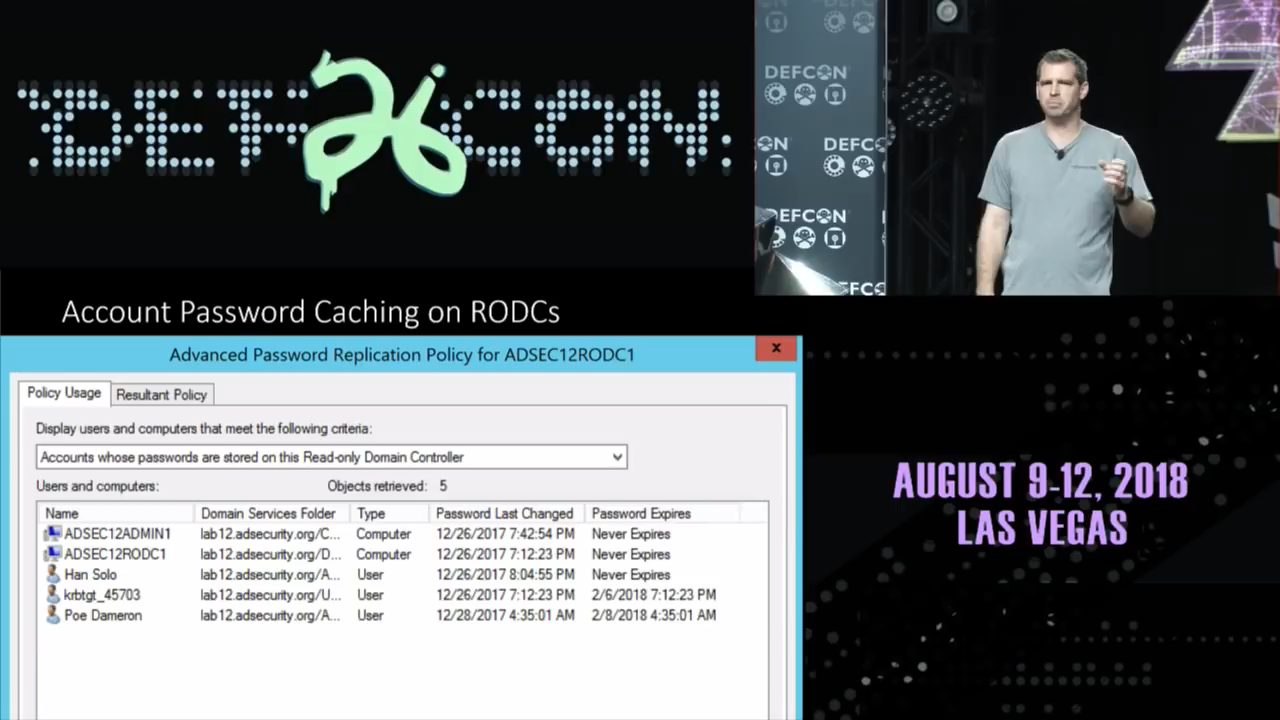 DEF 26 CON
DEFCON
CON DEFC
DEFCON
EFCC
Account Password Caching on RODCs
Advanced Password Replication Policy for ADSEC12RODC1
x
Policy Usage Resultant Policy
Display users and computers that meet the following criteria:
Accounts whose passwords are stored on this Read-only Domain Controller
Users and computers: Objects retrieved: 5
Name Domain Services Folder Type Password Last Changed Password Expires
ADSEC12ADMIN1 lab12.adsecurity.org/C... Computer 12/26/2017 7:42:54 PM Never Expires
ADSEC12RODC1 lab12.adsecurity.org/D... Computer 12/26/2017 7:12:23 PM Never Expires
Han Solo lab12.adsecurity.org/A... User 12/26/2017 8:04:55 PM Never Expires
krbtgt_45703 lab12.adsecurity.org/U... User 12/26/2017 7:12:23 PM 2/6/2018 7:12:23 PM
Poe Dameron lab12.adsecurity.org/A... User 12/28/2017 4:35:01 AM 2/8/2018 4:35:01 AM
AUGUST 9-12, 2018
LAS VEGAS